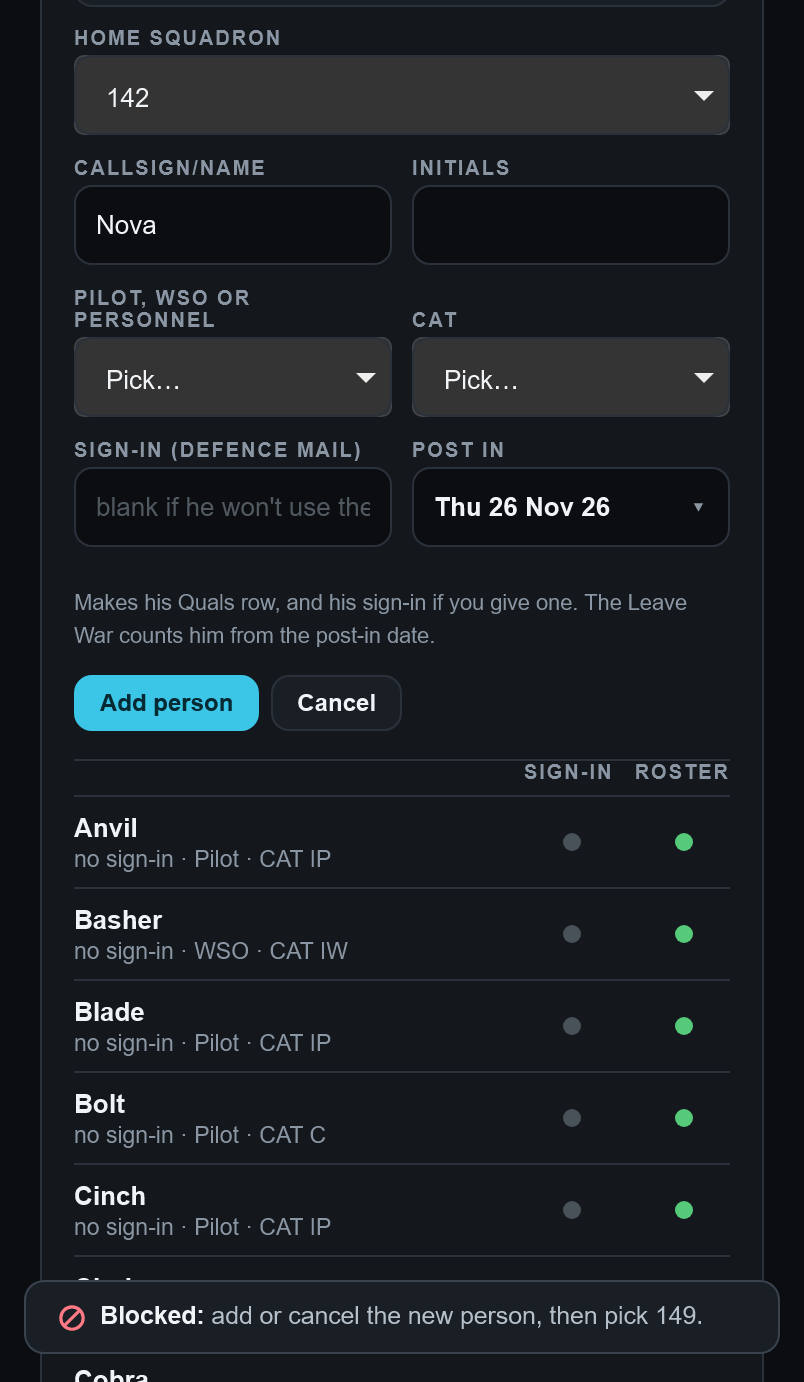 HOME SQUADRON
142
CALLSIGN/NAME
INITIALS
Nova
PILOT, WSO OR
PERSONNEL
CAT
Pick…
Pick…
SIGN-IN (DEFENCE MAIL)
POST IN
blank if he won't use the
Thu 26 Nov 26
Makes his Quals row, and his sign-in if you give one. The Leave
War counts him from the post-in date.
Add person
Cancel
SIGN-IN
ROSTER
Anvil
no sign-in · Pilot · CAT IP
Basher
no sign-in · WSO · CAT IW
Blade
no sign-in · Pilot · CAT IP
Bolt
no sign-in · Pilot · CAT C
Cinch
no sign-in · Pilot · CAT IP
Blocked: add or cancel the new person, then pick 149.
Cobra